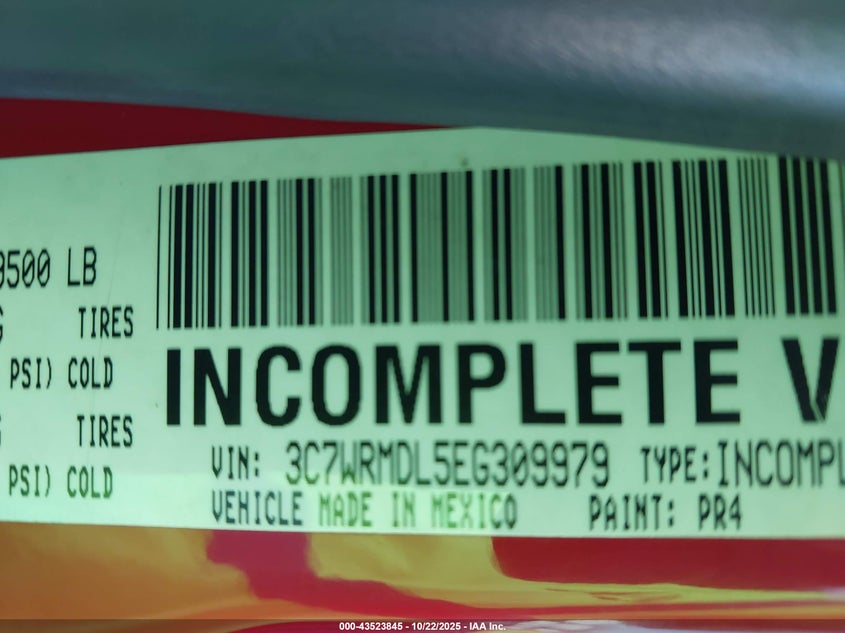 9500 LB
G TIRES
PSI) COLD
G TIRES
PSI) COLD
INCOMPLETE V
VIN: 3C7WRMDL5EG309979 TYPE: INCOMPL
VEHICLE MADE IN MEXICO PAINT: PR4
000-43523845 - 10/22/2025 - IAA Inc.